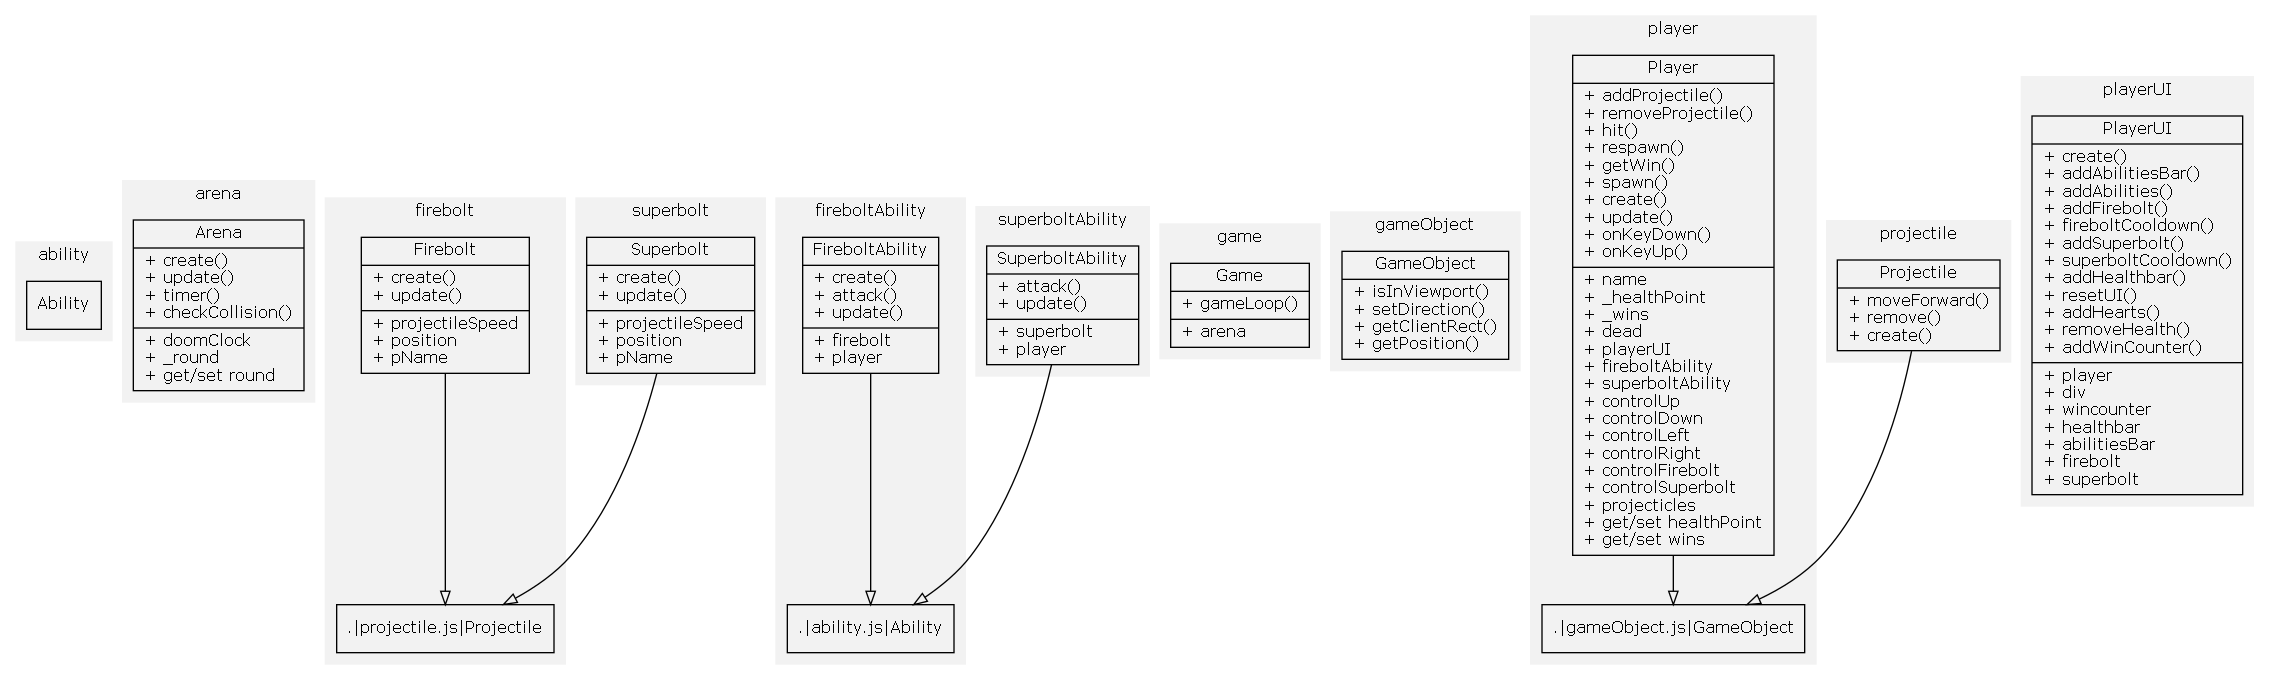 ability
Ability
arena
Arena
+ create()
+ update()
+ timer()
+ checkCollision()
+ doomClock
+ _round
+ get/set round
firebolt
Firebolt
+ create()
+ update()
+ projectileSpeed
+ position
+ pName
.|projectile.js|Projectile
superbolt
Superbolt
+ create()
+ update()
+ projectileSpeed
+ position
+ pName
fireboltAbility
FireboltAbility
+ create()
+ attack()
+ update()
+ firebolt
+ player
.|ability.js|Ability
superboltAbility
SuperboltAbility
+ attack()
+ update()
+ superbolt
+ player
game
Game
+ gameLoop()
+ arena
gameObject
GameObject
+ isInViewport()
+ setDirection()
+ getClientRect()
+ getPosition()
player
Player
+ addProjectile()
+ removeProjectile()
+ hit()
+ respawn()
+ getWin()
+ spawn()
+ create()
+ update()
+ onKeyDown()
+ onKeyUp()
+ name
+ _healthPoint
+ _wins
+ dead
+ playerUI
+ fireboltAbility
+ superboltAbility
+ controlUp
+ controlDown
+ controlLeft
+ controlRight
+ controlFirebolt
+ controlSuperbolt
+ projecticles
+ get/set healthPoint
+ get/set wins
.|gameObject.js|GameObject
projectile
Projectile
+ moveForward()
+ remove()
+ create()
playerUI
PlayerUI
+ create()
+ addAbilitiesBar()
+ addAbilities()
+ addFirebolt()
+ fireboltCooldown()
+ addSuperbolt()
+ superboltCooldown()
+ addHealthbar()
+ resetUI()
+ addHearts()
+ removeHealth()
+ addWinCounter()
+ player
+ div
+ wincounter
+ healthbar
+ abilitiesBar
+ firebolt
+ superbolt